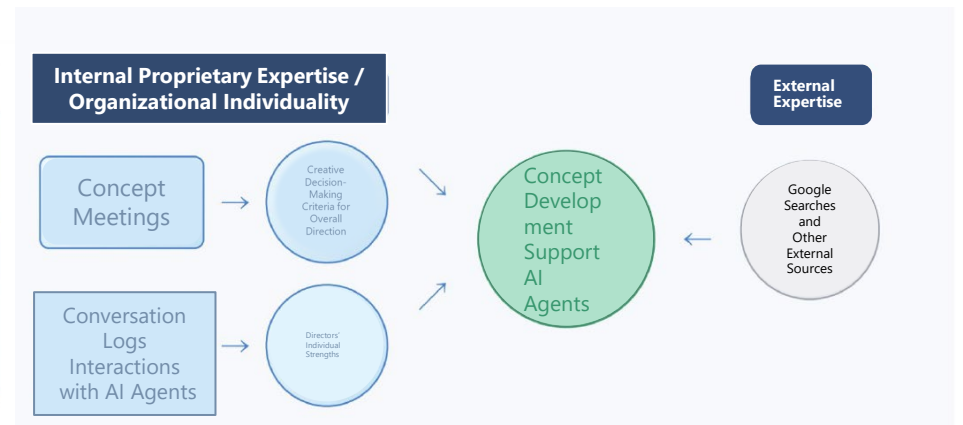 Internal Proprietary Expertise /
Organizational Individuality
External
Expertise
Concept
Meetings
Creative
Decision-
Making
Criteria for
Overall
Direction
Concept
Develop
ment
Support
AI
Agents
Google
Searches
and
Other
External
Sources
Conversation
Logs
Interactions
with AI Agents
Directors'
Individual
Strengths